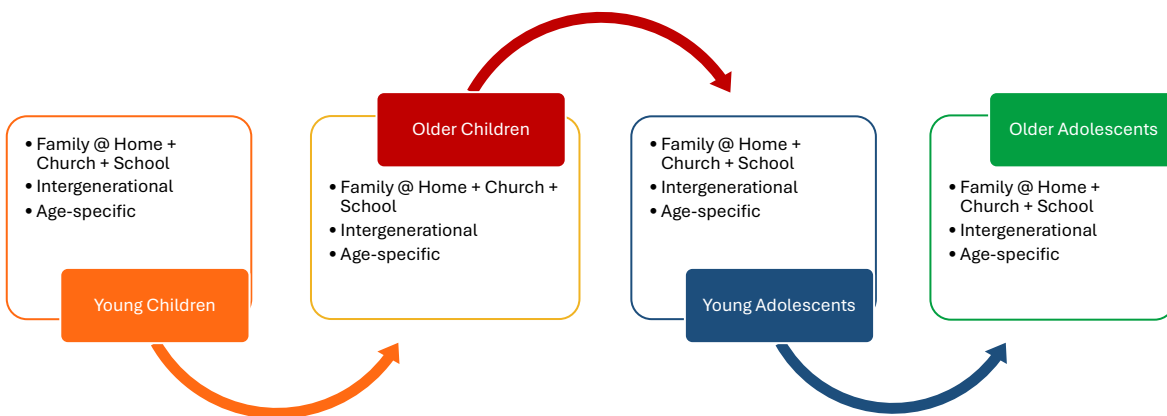 • Family @ Home +
Church + School
• Intergenerational
• Age-specific
Young Children
Older Children
• Family @ Home + Church +
School
• Intergenerational
• Age-specific
• Family @ Home +
Church + School
• Intergenerational
• Age-specific
Young Adolescents
Older Adolescents
• Family @ Home +
Church + School
• Intergenerational
• Age-specific